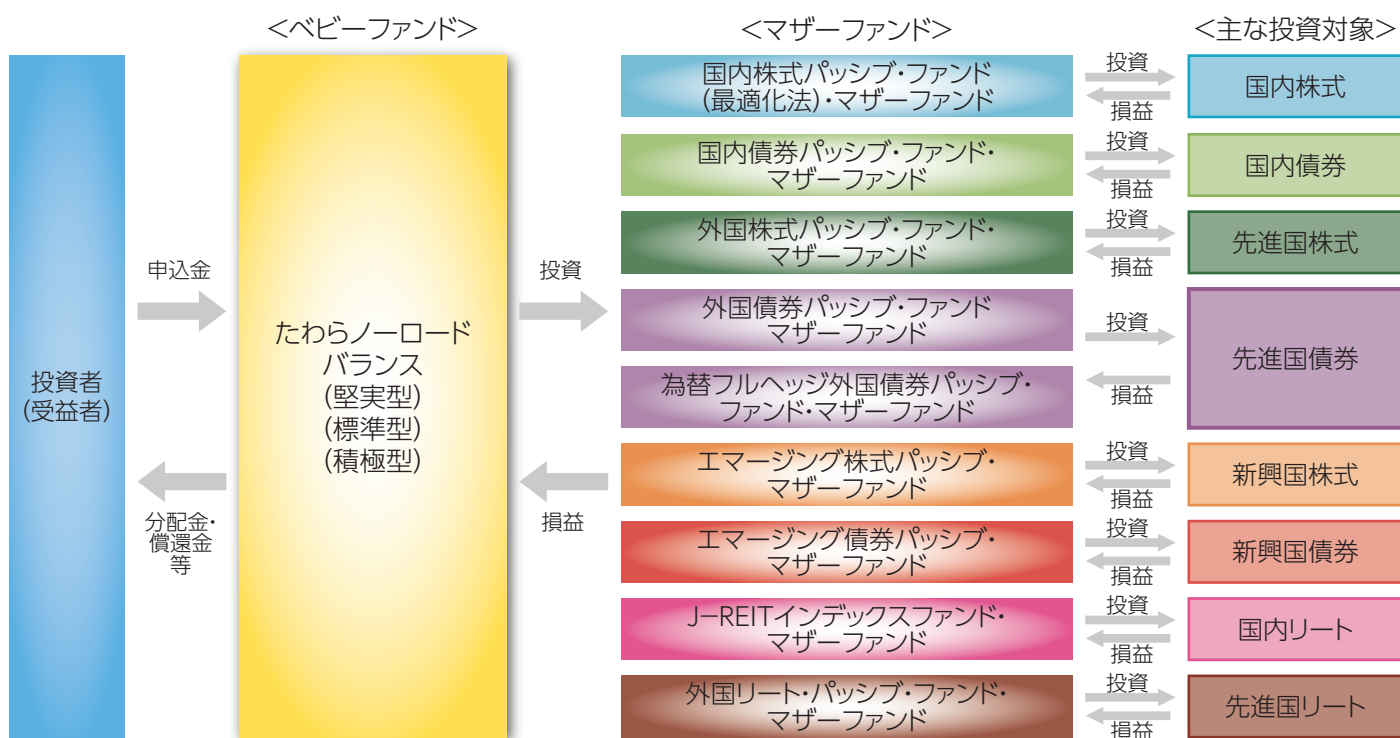 ＜ベビーファンド＞
＜マザーファンド＞
＜主な投資対象＞
投資者
(受益者)
申込金
分配金・
償還金
等
たわらノーロード
バランス
(堅実型)
(標準型)
(積極型)
投資
損益
国内株式パッシブ・ファンド
(最適化法)・マザーファンド
投資
損益
国内株式
国内債券パッシブ・ファンド・
マザーファンド
投資
損益
国内債券
外国株式パッシブ・ファンド・
マザーファンド
投資
損益
先進国株式
外国債券パッシブ・ファンド
マザーファンド
為替フルヘッジ外国債券パッシブ・
ファンド・マザーファンド
投資
損益
先進国債券
エマージング株式パッシブ・
マザーファンド
投資
損益
新興国株式
エマージング債券パッシブ・
マザーファンド
投資
損益
新興国債券
J−REITインデックスファンド・
マザーファンド
投資
損益
国内リート
外国リート・パッシブ・ファンド・
マザーファンド
投資
損益
先進国リート